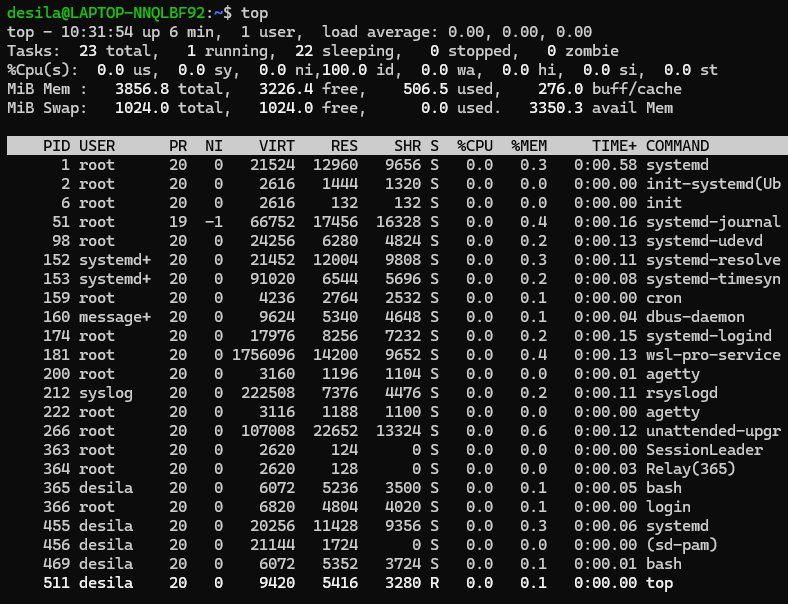 desila@LAPTOP-NNQLBF92:~$ top
top - 10:31:54 up 6 min,  1 user,  load average: 0.00, 0.00, 0.00
Tasks:  23 total,   1 running,  22 sleeping,   0 stopped,   0 zombie
%Cpu(s):  0.0 us,  0.0 sy,  0.0 ni,100.0 id,  0.0 wa,  0.0 hi,  0.0 si,  0.0 st
MiB Mem :   3856.8 total,   3226.4 free,    506.5 used,    276.0 buff/cache
MiB Swap:   1024.0 total,   1024.0 free,      0.0 used.   3350.3 avail Mem
PID USER      PR  NI    VIRT    RES    SHR S  %CPU  %MEM     TIME+ COMMAND
1 root      20   0   21524  12960   9656 S   0.0   0.3   0:00.58 systemd
2 root      20   0    2616   1444   1320 S   0.0   0.0   0:00.00 init-systemd(Ub
6 root      20   0    2616    132    132 S   0.0   0.0   0:00.00 init
51 root      19  -1   66752  17456  16328 S   0.0   0.4   0:00.16 systemd-journal
98 root      20   0   24256   6280   4824 S   0.0   0.2   0:00.13 systemd-udevd
152 systemd+  20   0   21452  12004   9808 S   0.0   0.3   0:00.11 systemd-resolve
153 systemd+  20   0   91020   6544   5696 S   0.0   0.2   0:00.08 systemd-timesyn
159 root      20   0    4236   2764   2532 S   0.0   0.1   0:00.00 cron
160 message+  20   0    9624   5340   4648 S   0.0   0.1   0:00.04 dbus-daemon
174 root      20   0   17976   8256   7232 S   0.0   0.2   0:00.15 systemd-logind
181 root      20   0 1756096  14200   9652 S   0.0   0.4   0:00.13 wsl-pro-service
200 root      20   0    3160   1196   1104 S   0.0   0.0   0:00.01 agetty
212 syslog    20   0  222508   7376   4476 S   0.0   0.2   0:00.11 rsyslogd
222 root      20   0    3116   1188   1100 S   0.0   0.0   0:00.00 agetty
266 root      20   0  107008  22652  13324 S   0.0   0.6   0:00.12 unattended-upgr
363 root      20   0    2620    124      0 S   0.0   0.0   0:00.00 SessionLeader
364 root      20   0    2620    128      0 S   0.0   0.0   0:00.03 Relay(365)
365 desila    20   0    6072   5236   3500 S   0.0   0.1   0:00.05 bash
366 root      20   0    6820   4804   4020 S   0.0   0.1   0:00.00 login
455 desila    20   0   20256  11428   9356 S   0.0   0.3   0:00.06 systemd
456 desila    20   0   21144   1724      0 S   0.0   0.0   0:00.00 (sd-pam)
469 desila    20   0    6072   5352   3724 S   0.0   0.1   0:00.01 bash
511 desila    20   0    9420   5416   3280 R   0.0   0.1   0:00.00 top